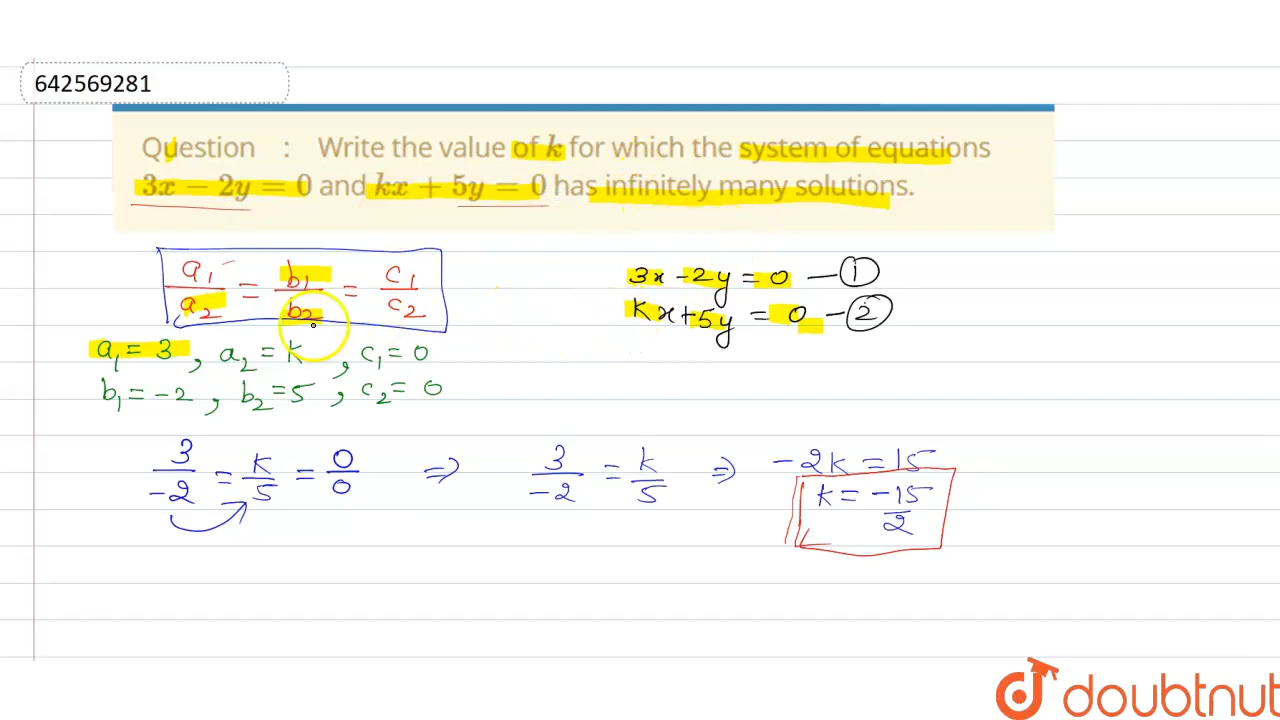 642569281
Question : Write the value of k for which the system of equations
3x − 2y = 0 and kx + 5y = 0 has infinitely many solutions.
a₁/a₂ = b₁/b₂ = c₁/c₂
3x − 2y = 0 — ①
kx + 5y = 0 — ②
a₁ = 3 , a₂ = k , c₁ = 0
b₁ = −2 , b₂ = 5 , c₂ = 0
3/−2 = k/5 = 0/0 ⇒ 3/−2 = k/5 ⇒ −2k = 15
k = −15/2
doubtnut